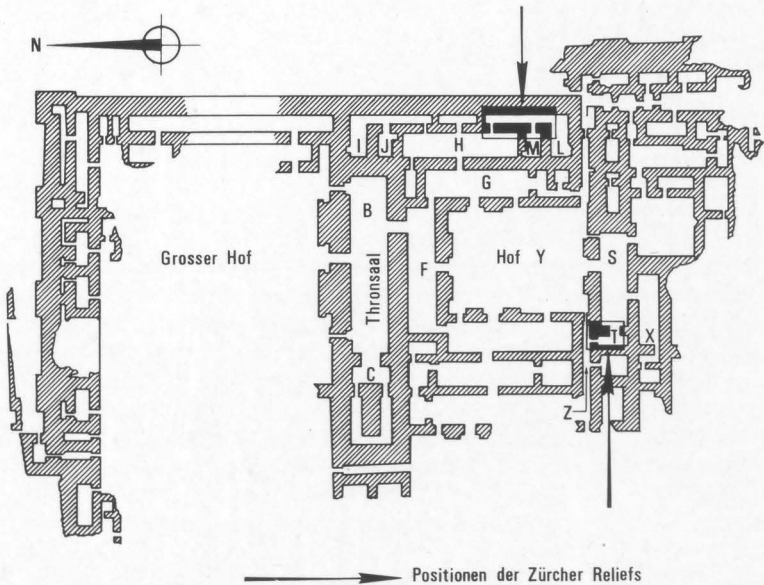 N
I
J
H
M
L
G
B
Grosser Hof
Thronsaal
F
Hof Y
S
T
X
C
Z
Positionen der Zürcher Reliefs